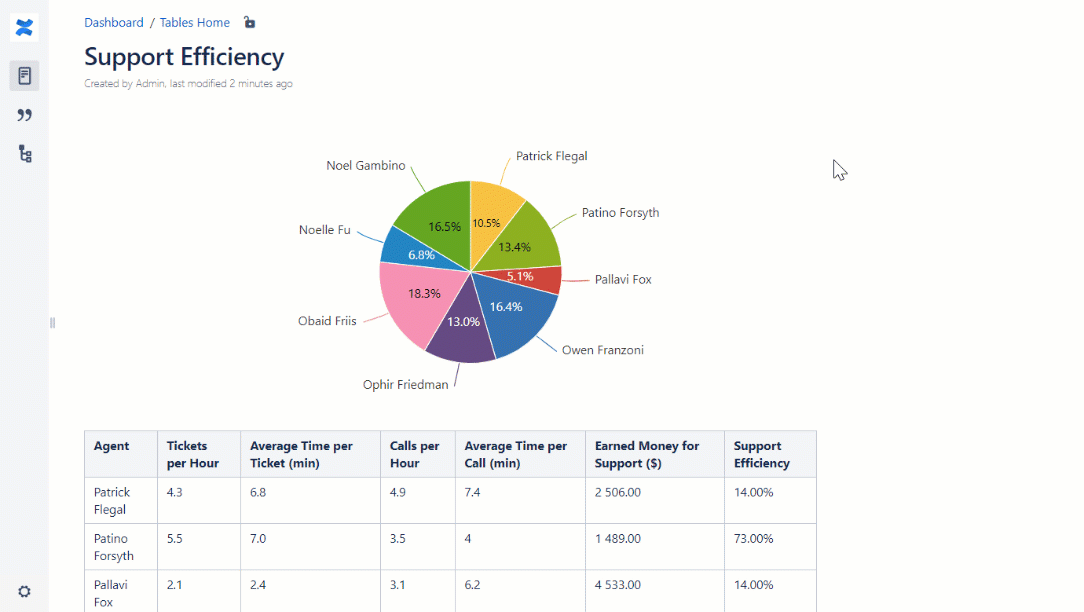 Dashboard / Tables Home
Support Efficiency
Created by Admin, last modified 2 minutes ago
Patrick Flegal
Noel Gambino
Patino Forsyth
10.5%
16.5%
Noelle Fu
13.4%
6.8%
5.1%
Pallavi Fox
18.3%
16.4%
Obaid Friis
13.0%
Owen Franzoni
Ophir Friedman
Agent Tickets per Hour Average Time per Ticket (min) Calls per Hour Average Time per Call (min) Earned Money for Support ($) Support Efficiency
Patrick Flegal 4.3 6.8 4.9 7.4 2 506.00 14.00%
Patino Forsyth 5.5 7.0 3.5 4 1 489.00 73.00%
Pallavi Fox 2.1 2.4 3.1 6.2 4 533.00 14.00%